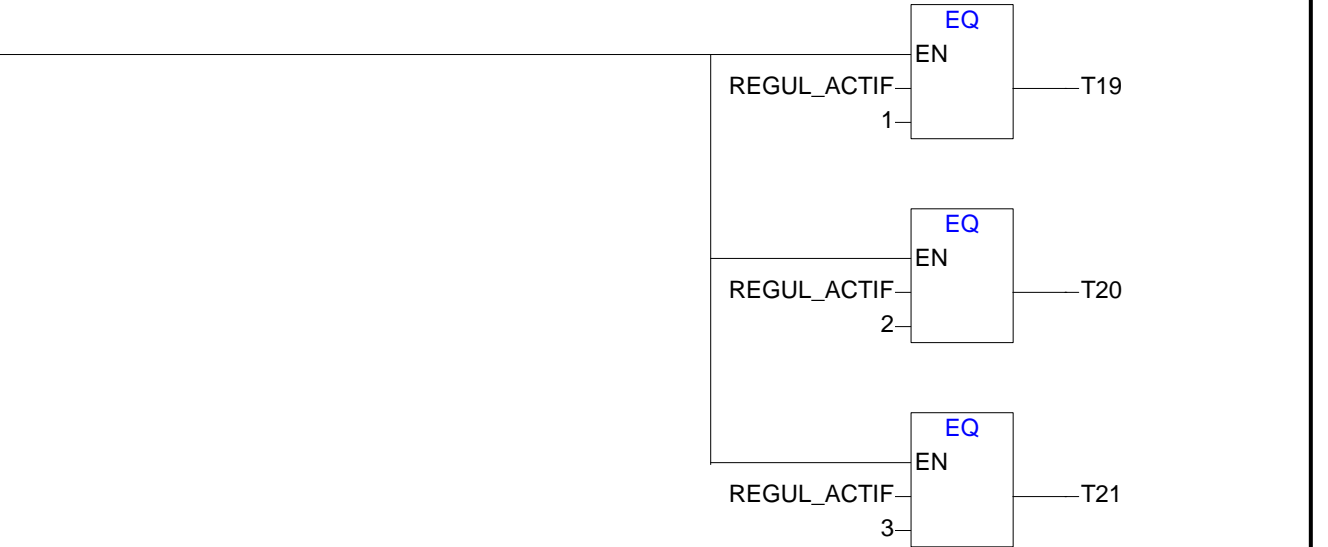 EQ
EN
REGUL_ACTIF
T19
1
EQ
EN
REGUL_ACTIF
T20
2
EQ
EN
REGUL_ACTIF
T21
3